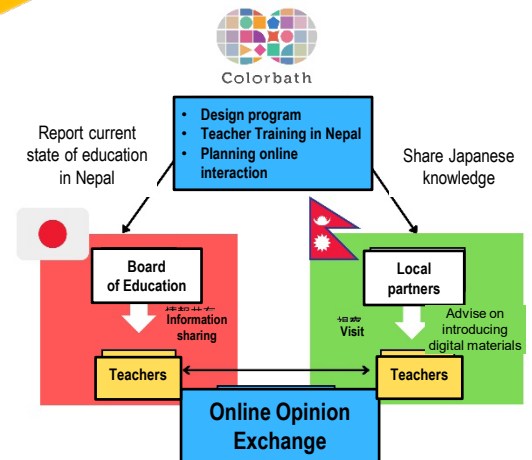 Colorbath
• Design program
• Teacher Training in Nepal
• Planning online
interaction
Report current
state of education
in Nepal
Share Japanese
knowledge
Board
of Education
Local
partners
Information
sharing
Visit
Advise on
introducing
digital materials
Teachers
Teachers
Online Opinion
Exchange